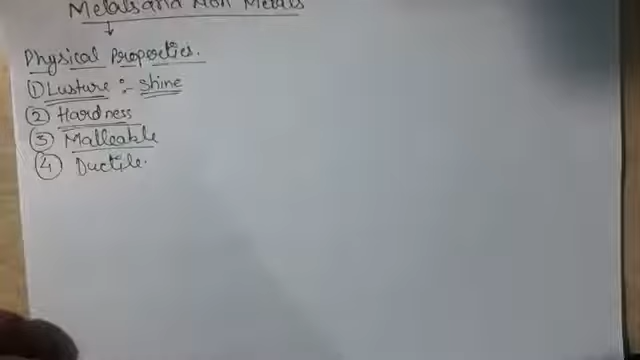 Metals and Non Metals
Physical Properties.
① Lusture :- Shine
② Hardness
③ Malleable
④ Ductile.